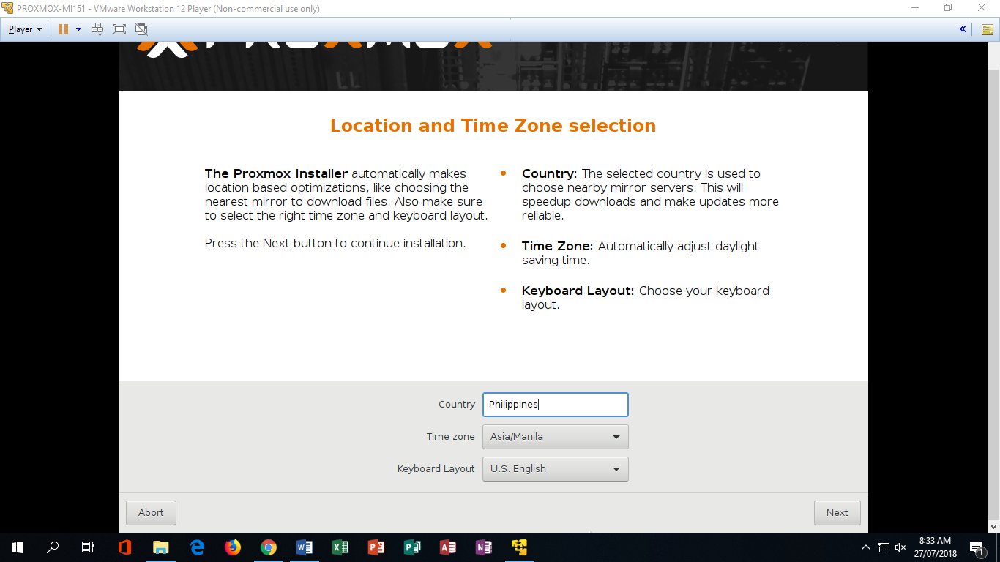 PROXMOX-MI151 - VMware Workstation 12 Player (Non-commercial use only)
Player
PROXMOX
Location and Time Zone selection
The Proxmox Installer automatically makes
location based optimizations, like choosing the
nearest mirror to download files. Also make sure
to select the right time zone and keyboard layout.
Press the Next button to continue installation.
Country: The selected country is used to
choose nearby mirror servers. This will
speedup downloads and make updates more
reliable.
Time Zone: Automatically adjust daylight
saving time.
Keyboard Layout: Choose your keyboard
layout.
Country Philippines
Time zone Asia/Manila
Keyboard Layout U.S. English
Abort Next
8:33 AM
27/07/2018
1